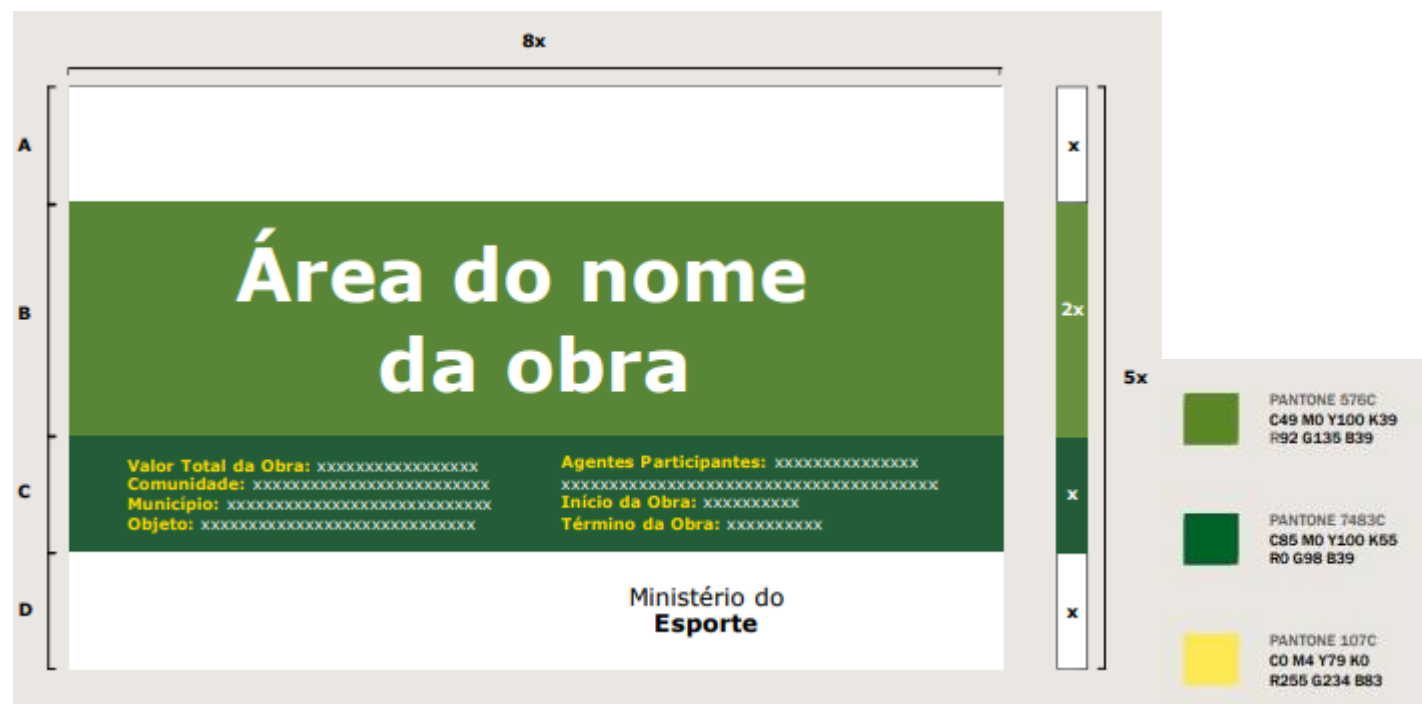 8x
A
x
Área do nome
da obra
B
2x
5x
Valor Total da Obra: xxxxxxxxxxxxxxxxx
Comunidade: xxxxxxxxxxxxxxxxxxxxxxxxx
Município: xxxxxxxxxxxxxxxxxxxxxxxxxxxx
Objeto: xxxxxxxxxxxxxxxxxxxxxxxxxxxxx
Agentes Participantes: xxxxxxxxxxxxxxx
xxxxxxxxxxxxxxxxxxxxxxxxxxxxxxxxxxxxxxx
Início da Obra: xxxxxxxxxx
Término da Obra: xxxxxxxxxx
C
x
Ministério do
Esporte
D
x
PANTONE 576C
C49 M0 Y100 K39
R92 G135 B39
PANTONE 7483C
C85 M0 Y100 K55
R0 G98 B39
PANTONE 107C
C0 M4 Y79 K0
R255 G234 B83